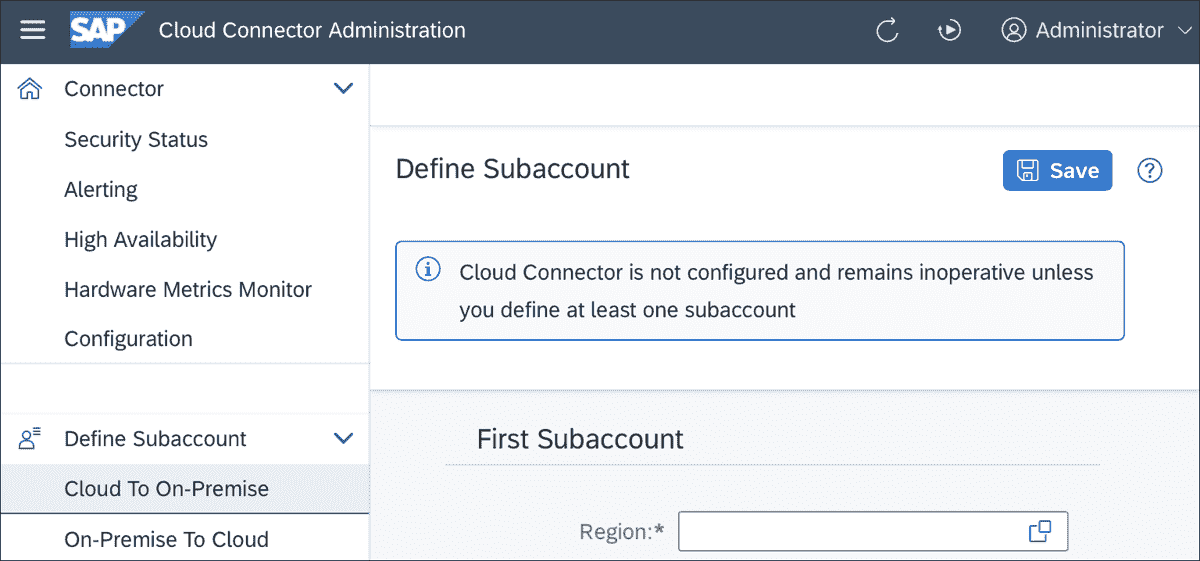 SAP Cloud Connector Administration Administrator
Connector
Security Status
Alerting
High Availability
Hardware Metrics Monitor
Configuration
Define Subaccount
Cloud To On-Premise
On-Premise To Cloud
Define Subaccount Save
Cloud Connector is not configured and remains inoperative unless
you define at least one subaccount
First Subaccount
Region:*